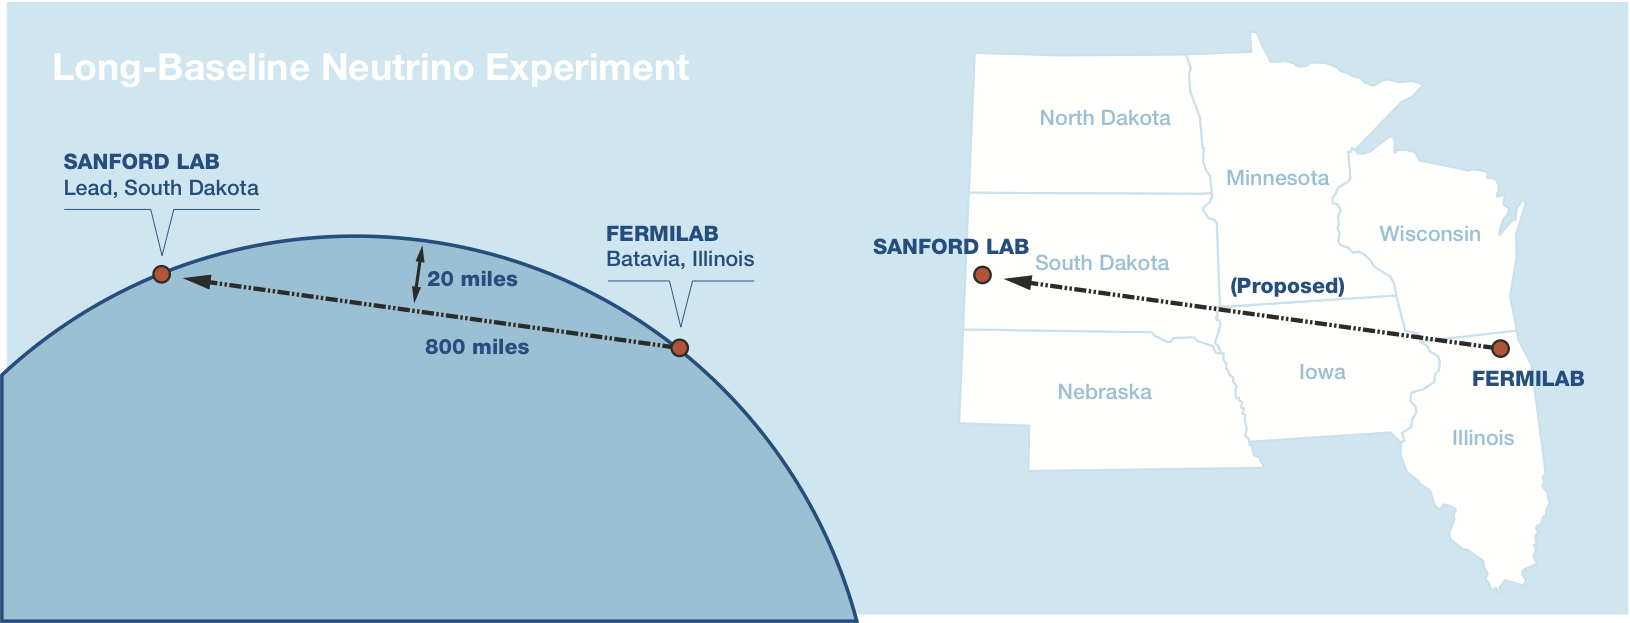 Long-Baseline Neutrino Experiment
SANFORD LAB
Lead, South Dakota
FERMILAB
Batavia, Illinois
20 miles
800 miles
North Dakota
Minnesota
Wisconsin
SANFORD LAB
South Dakota
(Proposed)
Iowa
FERMILAB
Nebraska
Illinois